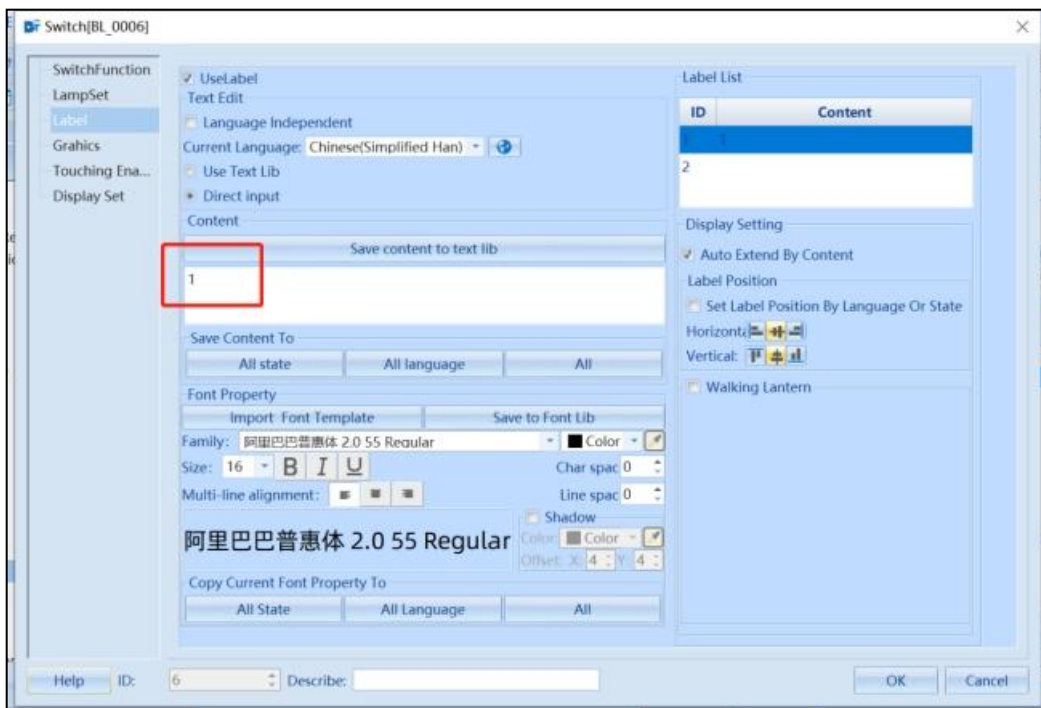 Switch[BL_0006]
SwitchFunction
LampSet
Label
Grahics
Touching Ena...
Display Set
UseLabel
Text Edit
Language Independent
Current Language: Chinese(Simplified Han)
Use Text Lib
Direct input
Content
Save content to text lib
1
Save Content To
All state All language All
Font Property
Import Font Template Save to Font Lib
Family: 阿里巴巴普惠体 2.0 55 Regular Color
Size: 16 B I U Char spac 0
Multi-line alignment: Line spac 0
Shadow
阿里巴巴普惠体 2.0 55 Regular
Color: Color
Offset: X: 4 Y: 4
Copy Current Font Property To
All State All Language All
Label List
ID Content
1 1
2
Display Setting
Auto Extend By Content
Label Position
Set Label Position By Language Or State
Horizonta
Vertical:
Walking Lantern
Help ID: 6 Describe: OK Cancel